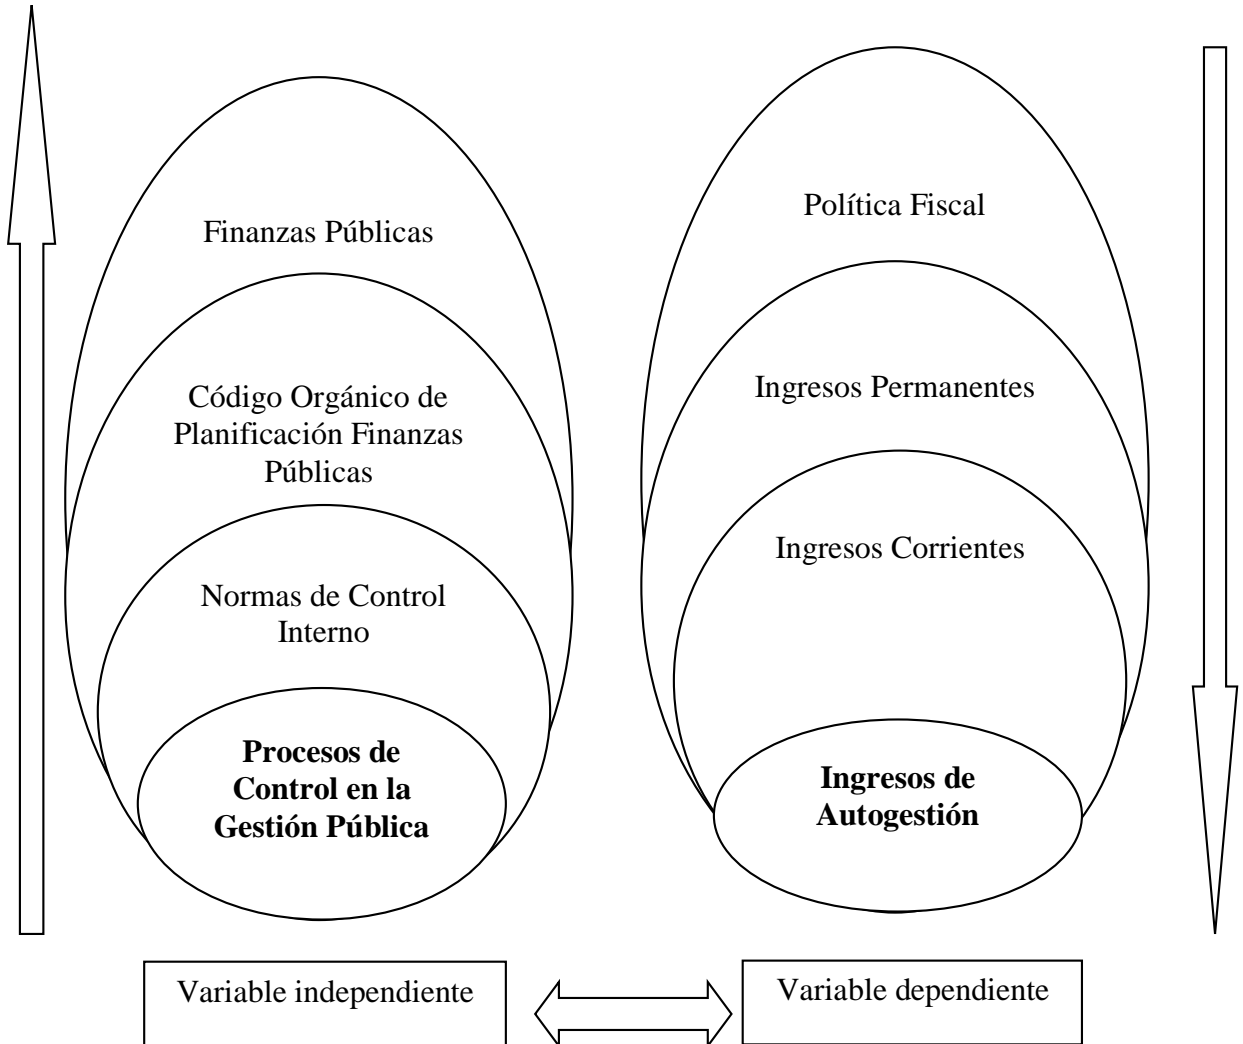 Finanzas Públicas
Código Orgánico de
Planificación Finanzas
Públicas
Normas de Control
Interno
Procesos de
Control en la
Gestión Pública
Variable independiente
Política Fiscal
Ingresos Permanentes
Ingresos Corrientes
Ingresos de
Autogestión
Variable dependiente